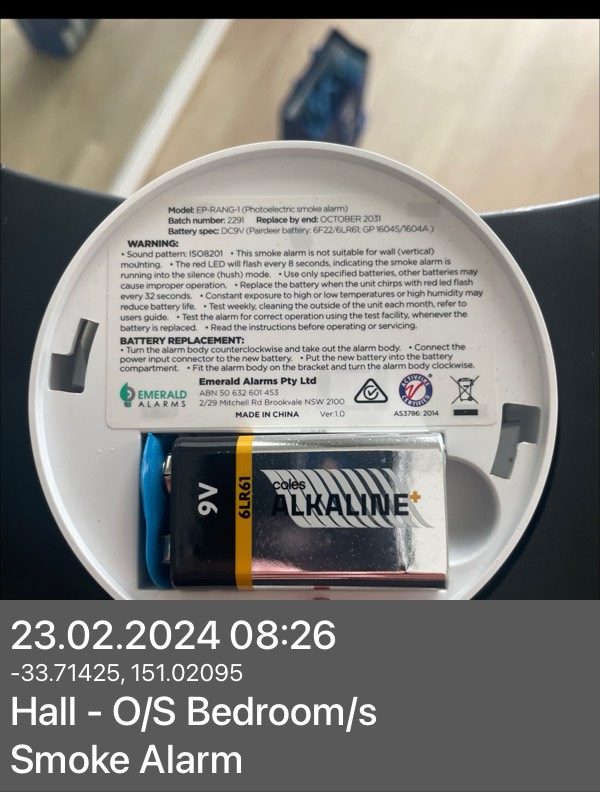 Model: EP-RANG-1 (Photoelectric smoke alarm)
Batch number: 2291 Replace by end: OCTOBER 2031
Battery spec: DC9V (Pairdeer battery: 6F22/6LR61; GP 1604S/1604A )
WARNING:
• Sound pattern: ISO8201 • This smoke alarm is not suitable for wall (vertical)
mounting. • The red LED will flash every 8 seconds, indicating the smoke alarm is
running into the silence (hush) mode. • Use only specified batteries, other batteries may
cause improper operation. • Replace the battery when the unit chirps with red led flash
every 32 seconds. • Constant exposure to high or low temperatures or high humidity may
reduce battery life. • Test weekly, cleaning the outside of the unit each month, refer to
users guide. • Test the alarm for correct operation using the test facility, whenever the
battery is replaced. • Read the instructions before operating or servicing.
BATTERY REPLACEMENT:
• Turn the alarm body counterclockwise and take out the alarm body. • Connect the
power input connector to the new battery. • Put the new battery into the battery
compartment. • Fit the alarm body on the bracket and turn the alarm body clockwise.
EMERALD
ALARMS
Emerald Alarms Pty Ltd
ABN 50 632 601 453
2/29 Mitchell Rd Brookvale NSW 2100
MADE IN CHINA Ver:1.0
ACTIVFIRE
CERTIFIED
AS3786: 2014
9V
6LR61
coles
ALKALINE+
23.02.2024 08:26
-33.71425, 151.02095
Hall - O/S Bedroom/s
Smoke Alarm